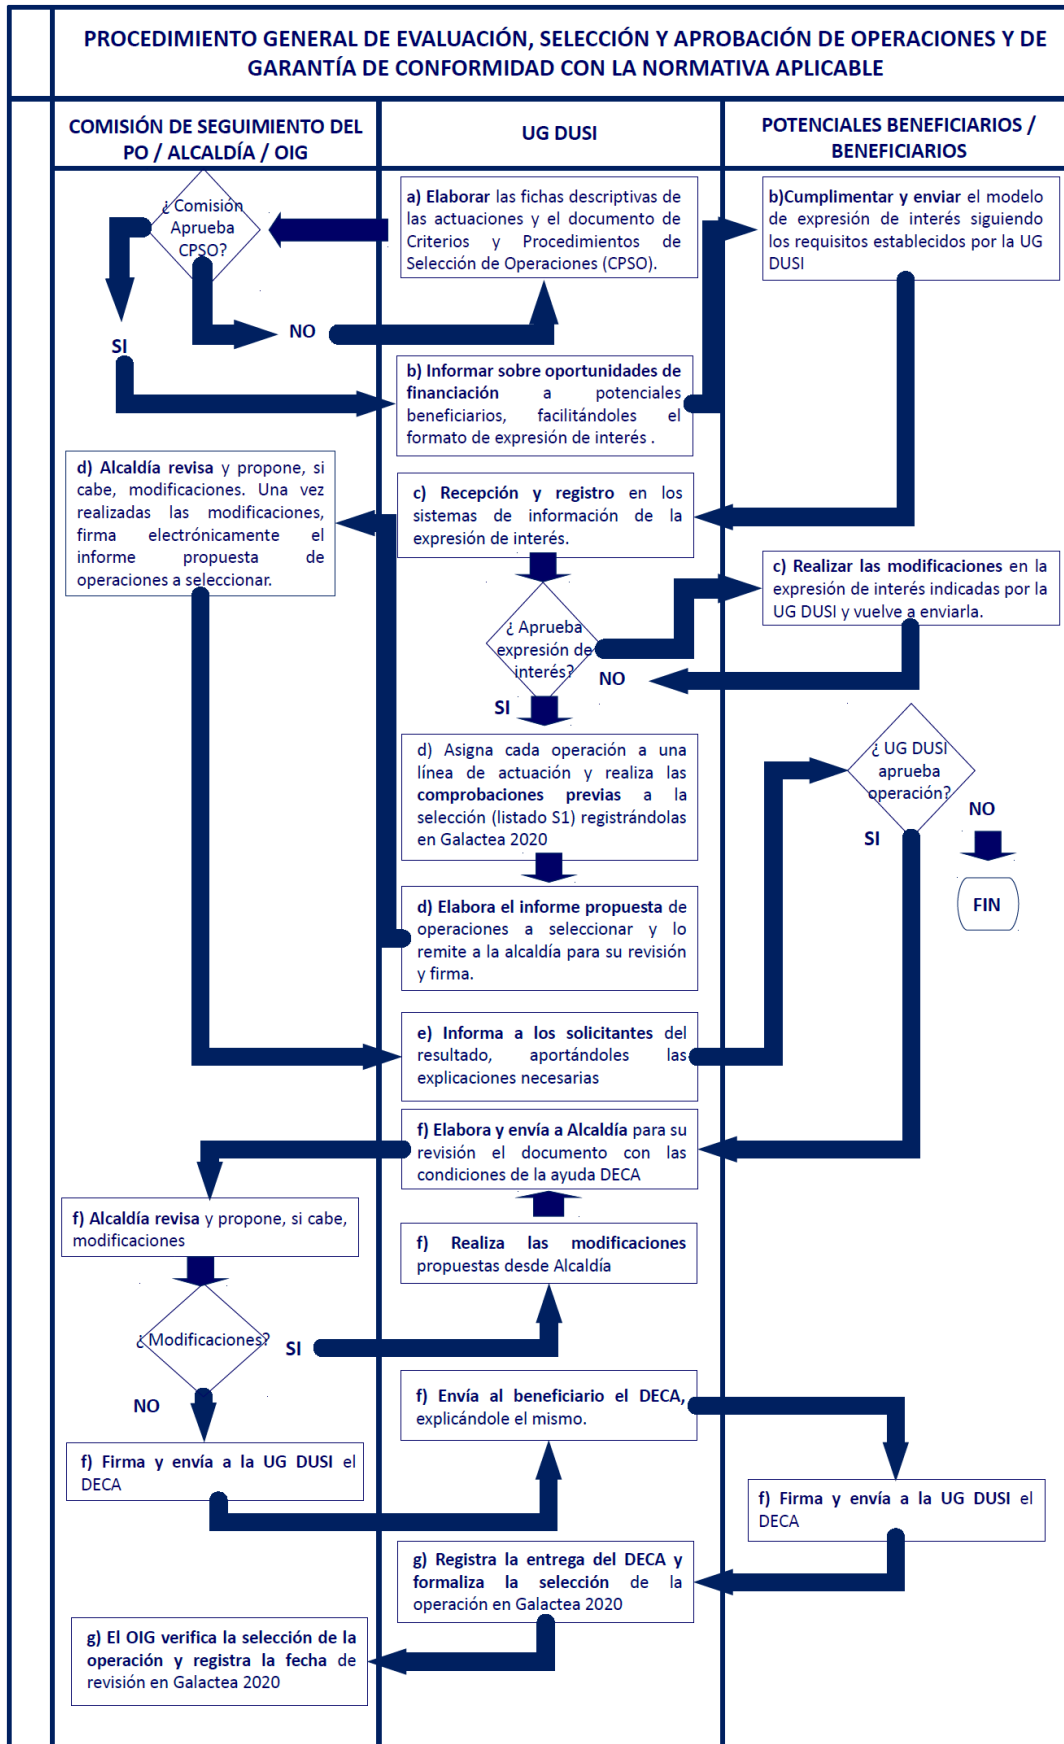 PROCEDIMIENTO GENERAL DE EVALUACIÓN, SELECCIÓN Y APROBACIÓN DE OPERACIONES Y DE
GARANTÍA DE CONFORMIDAD CON LA NORMATIVA APLICABLE
COMISIÓN DE SEGUIMIENTO DEL
PO / ALCALDÍA / OIG
UG DUSI
POTENCIALES BENEFICIARIOS /
BENEFICIARIOS
¿ Comisión
Aprueba
CPSO?
a) Elaborar las fichas descriptivas de
las actuaciones y el documento de
Criterios y Procedimientos de
Selección de Operaciones (CPSO).
b)Cumplimentar y enviar el modelo
de expresión de interés siguiendo
los requisitos establecidos por la UG
DUSI
NO
SI
b) Informar sobre oportunidades de
financiación a potenciales
beneficiarios, facilitándoles el
formato de expresión de interés .
d) Alcaldía revisa y propone, si
cabe, modificaciones. Una vez
realizadas las modificaciones,
firma electrónicamente el
informe propuesta de
operaciones a seleccionar.
c) Recepción y registro en los
sistemas de información de la
expresión de interés.
c) Realizar las modificaciones en la
expresión de interés indicadas por la
UG DUSI y vuelve a enviarla.
¿ Aprueba
expresión de
interés?
NO
SI
d) Asigna cada operación a una
línea de actuación y realiza las
comprobaciones previas a la
selección (listado S1) registrándolas
en Galactea 2020
¿ UG DUSI
aprueba
operación?
NO
SI
FIN
d) Elabora el informe propuesta de
operaciones a seleccionar y lo
remite a la alcaldía para su revisión
y firma.
e) Informa a los solicitantes del
resultado, aportándoles las
explicaciones necesarias
f) Elabora y envía a Alcaldía para su
revisión el documento con las
condiciones de la ayuda DECA
f) Alcaldía revisa y propone, si cabe,
modificaciones
f) Realiza las modificaciones
propuestas desde Alcaldía
¿ Modificaciones?
SI
NO
f) Envía al beneficiario el DECA,
explicándole el mismo.
f) Firma y envía a la UG DUSI el
DECA
f) Firma y envía a la UG DUSI el
DECA
g) Registra la entrega del DECA y
formaliza la selección de la
operación en Galactea 2020
g) El OIG verifica la selección de la
operación y registra la fecha de
revisión en Galactea 2020